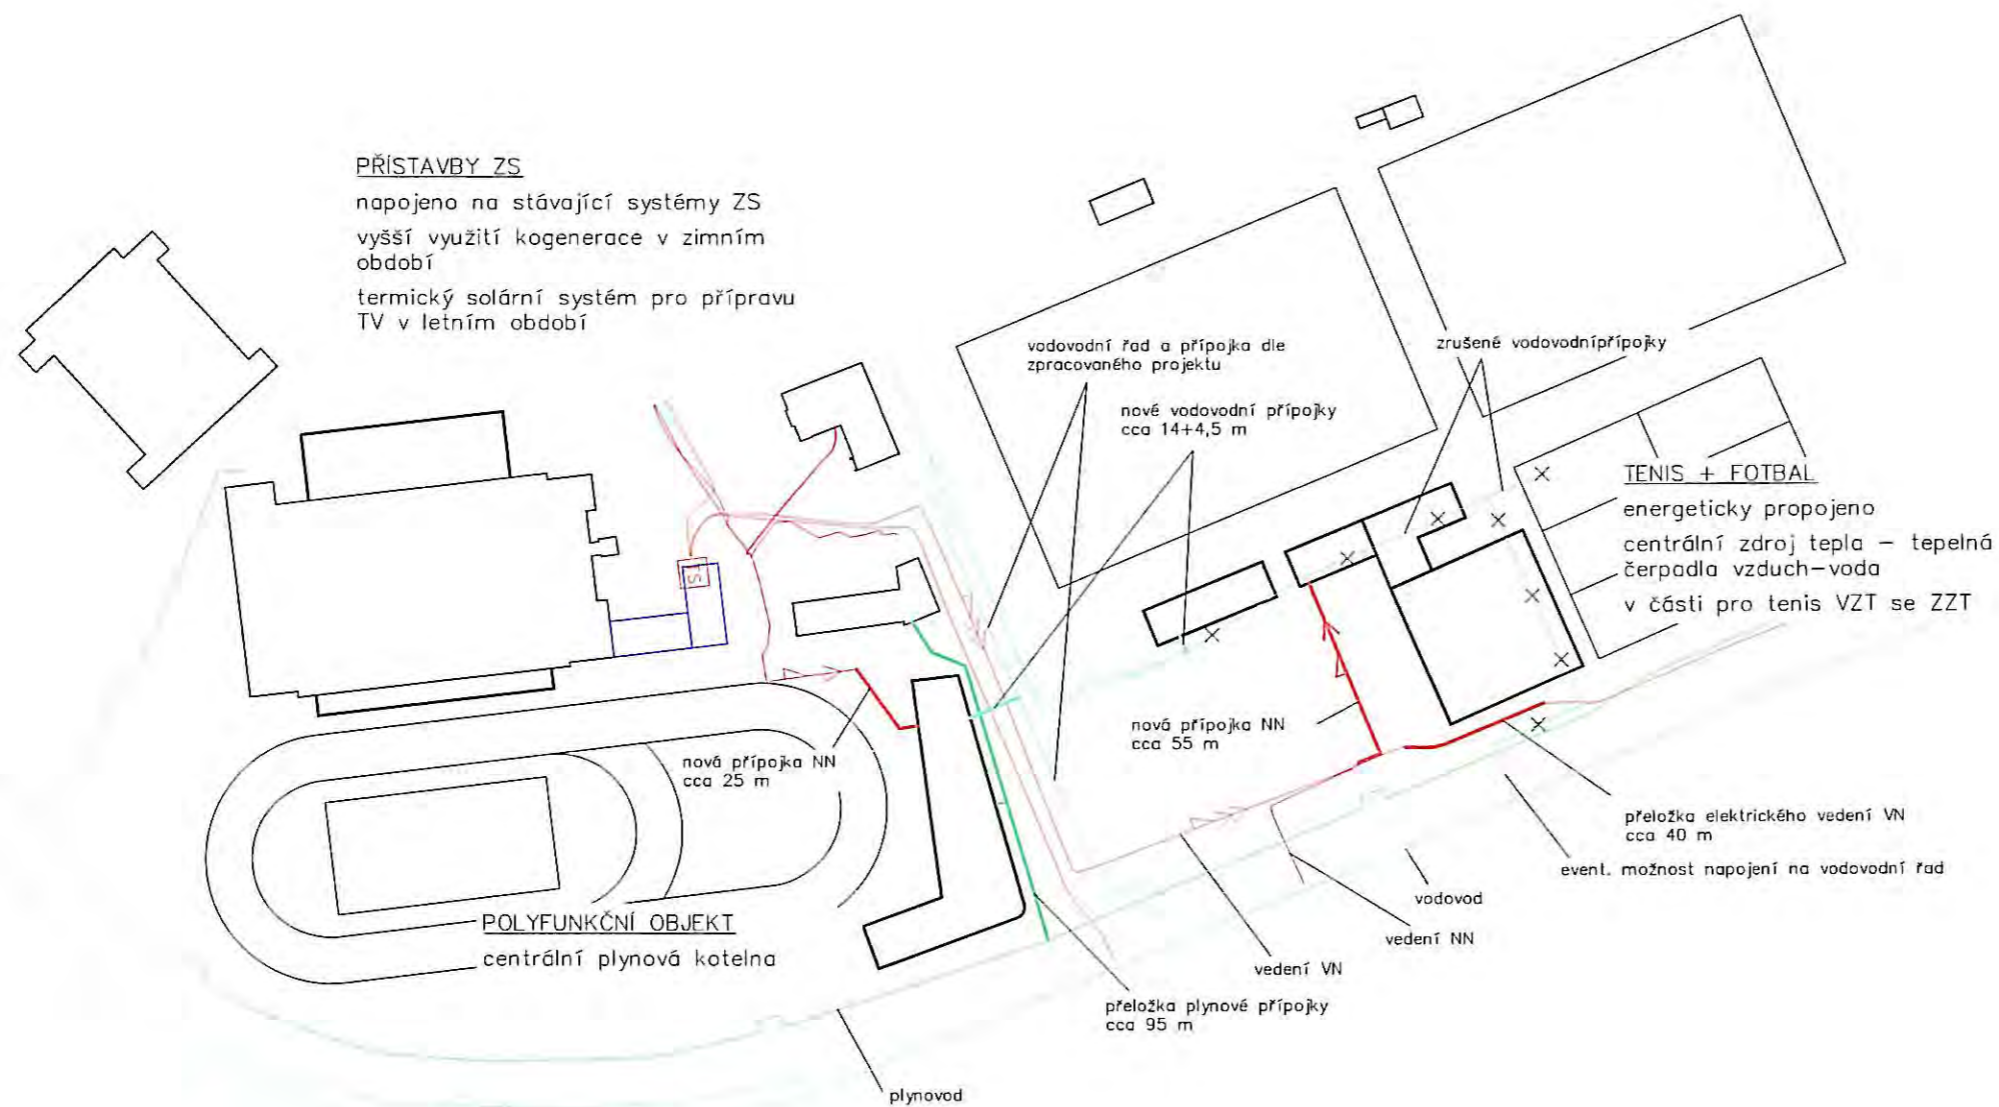 PŘÍSTAVBY ZS
napojeno na stávající systémy ZS
vyšší využití kogenerace v zimním
období
termický solární systém pro přípravu
TV v letním období
vodovodní řad a přípojka dle
zpracovaného projektu
nové vodovodní přípojky
cca 14+4,5 m
zrušené vodovodnípřípojky
TENIS + FOTBAL
energeticky propojeno
centrální zdroj tepla – tepelná
čerpadla vzduch–voda
v části pro tenis VZT se ZZT
TS
nová přípojka NN
cca 25 m
nová přípojka NN
cca 55 m
přeložka elektrického vedení VN
cca 40 m
event. možnost napojení na vodovodní řad
vodovod
vedení NN
vedení VN
POLYFUNKČNÍ OBJEKT
centrální plynová kotelna
přeložka plynové přípojky
cca 95 m
plynovod